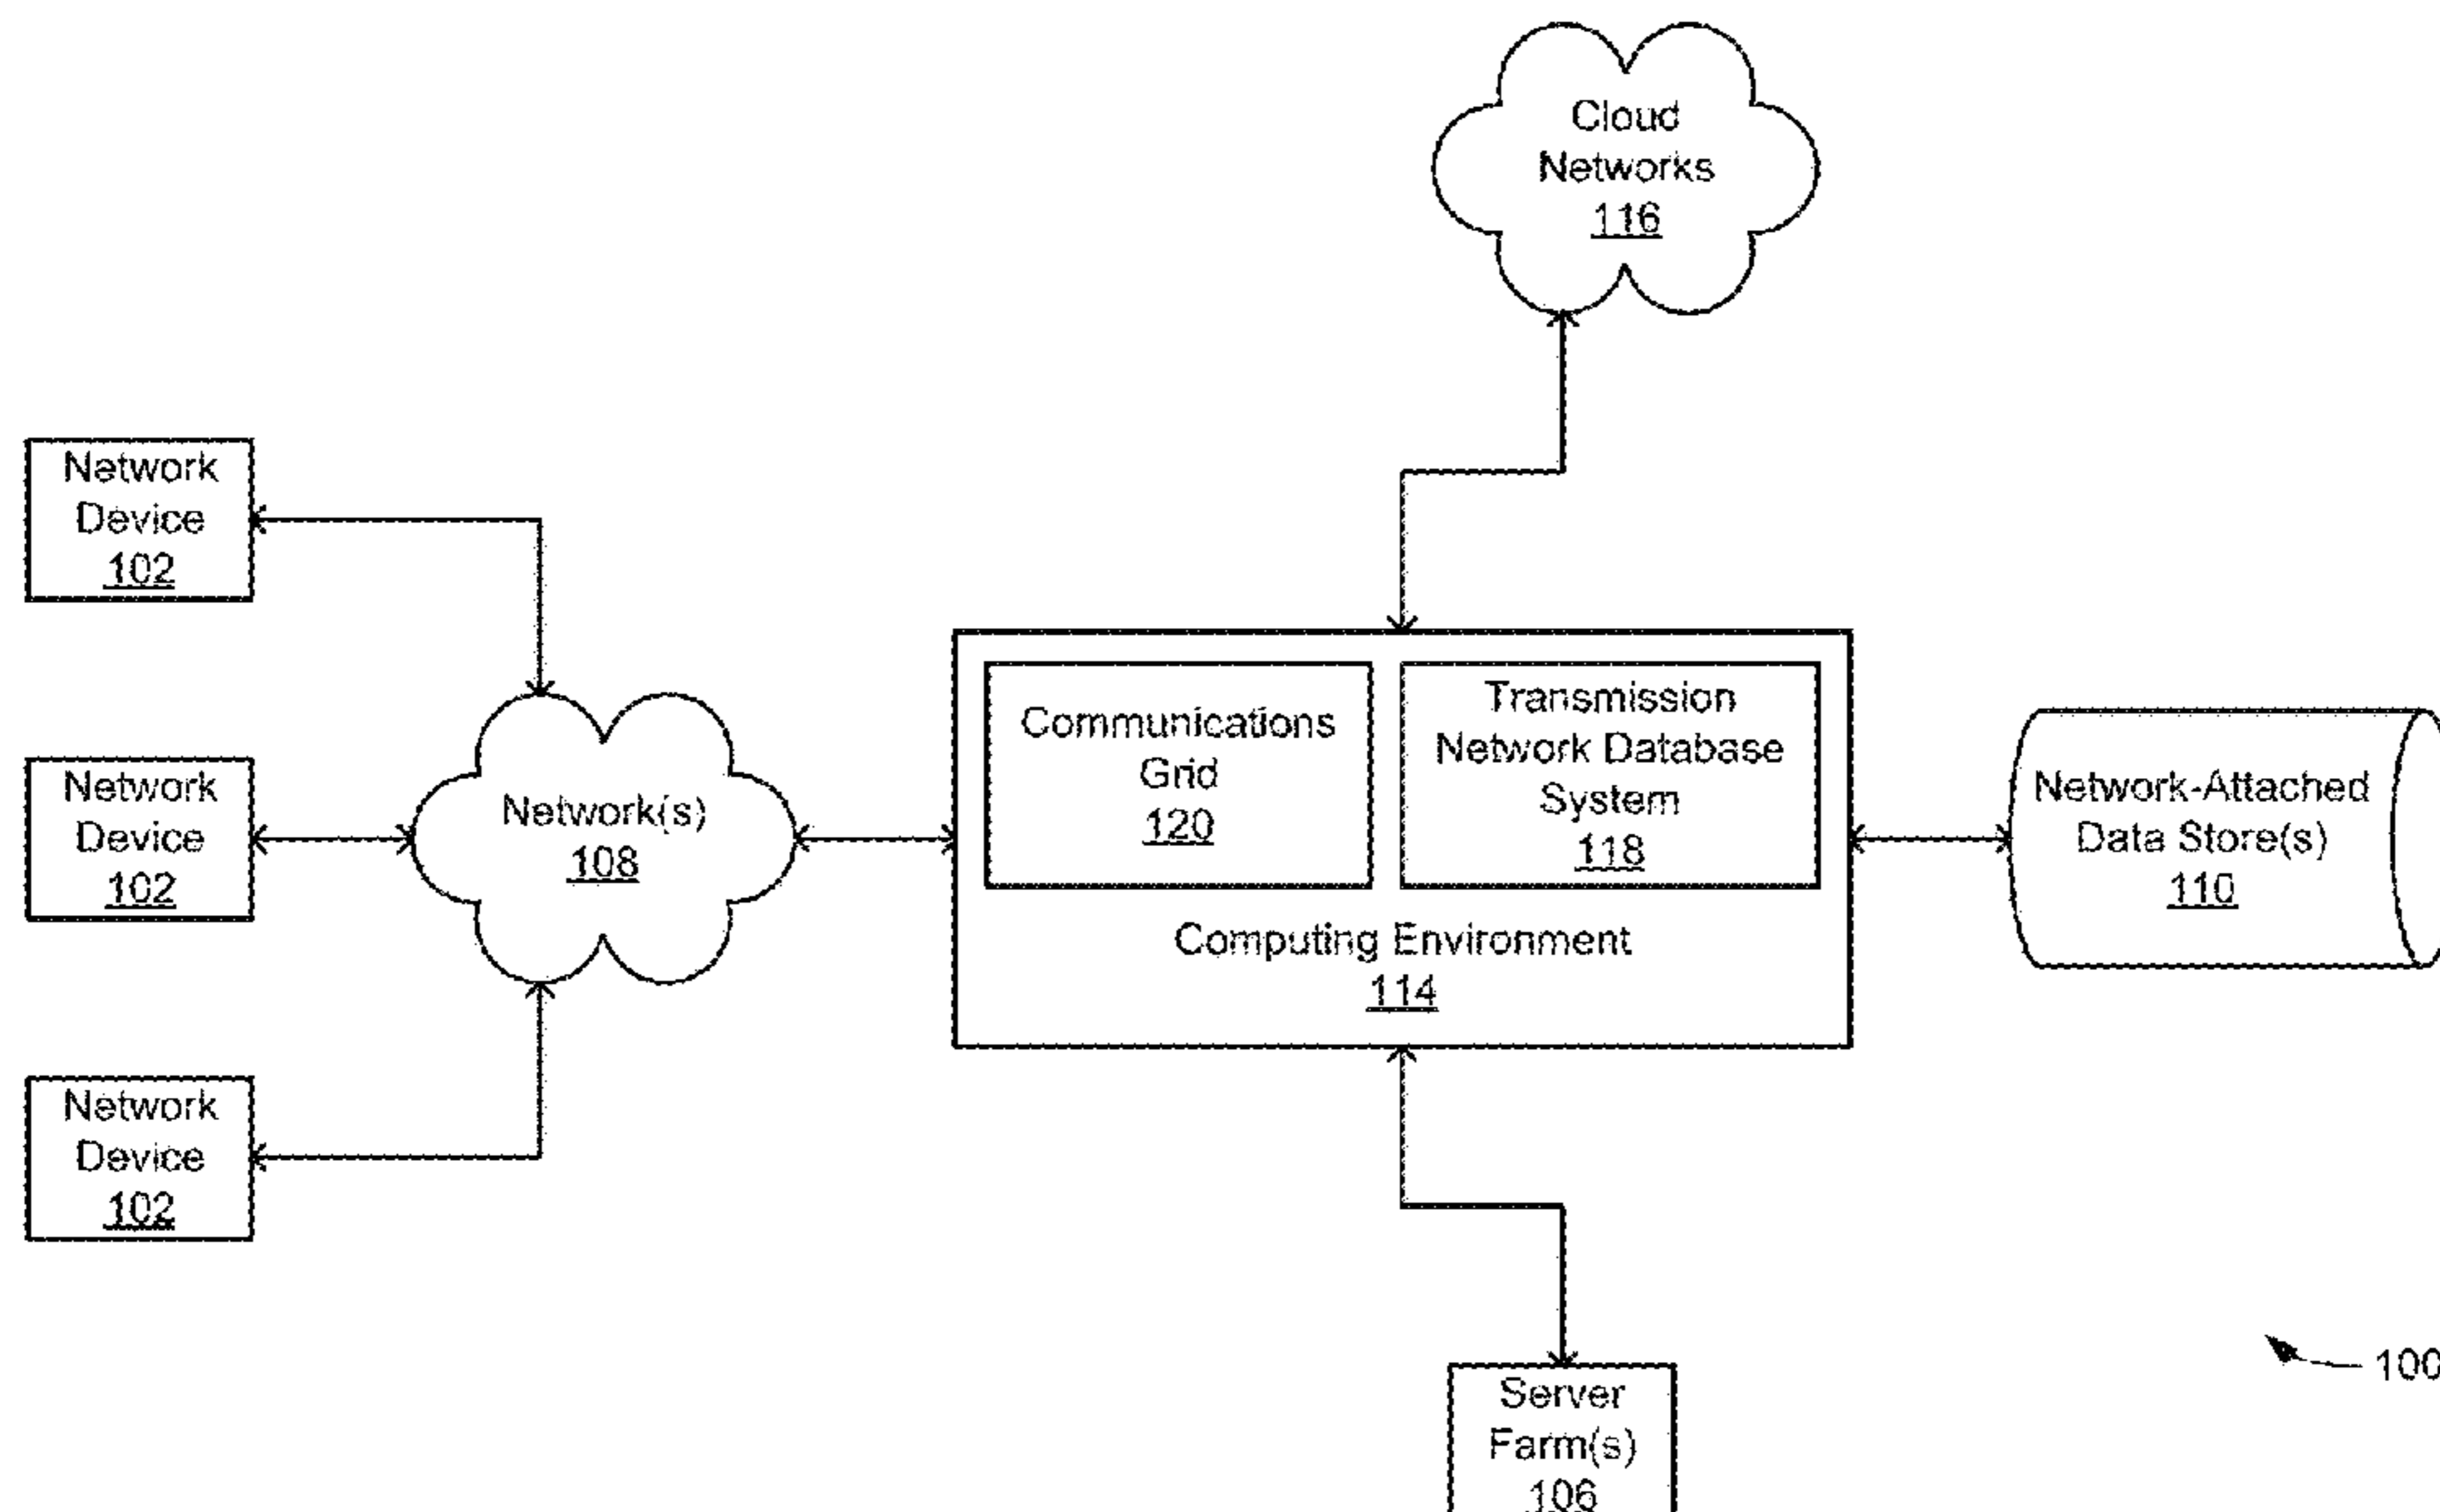 Cloud
Networks
116
Network
Device
102
Network
Device
102
Network
Device
102
Network(s)
108
Communications
Grid
120
Transmission
Network Database
System
118
Computing Environment
114
Network-Attached
Data Store(s)
110
Server
Farm(s)
106
100